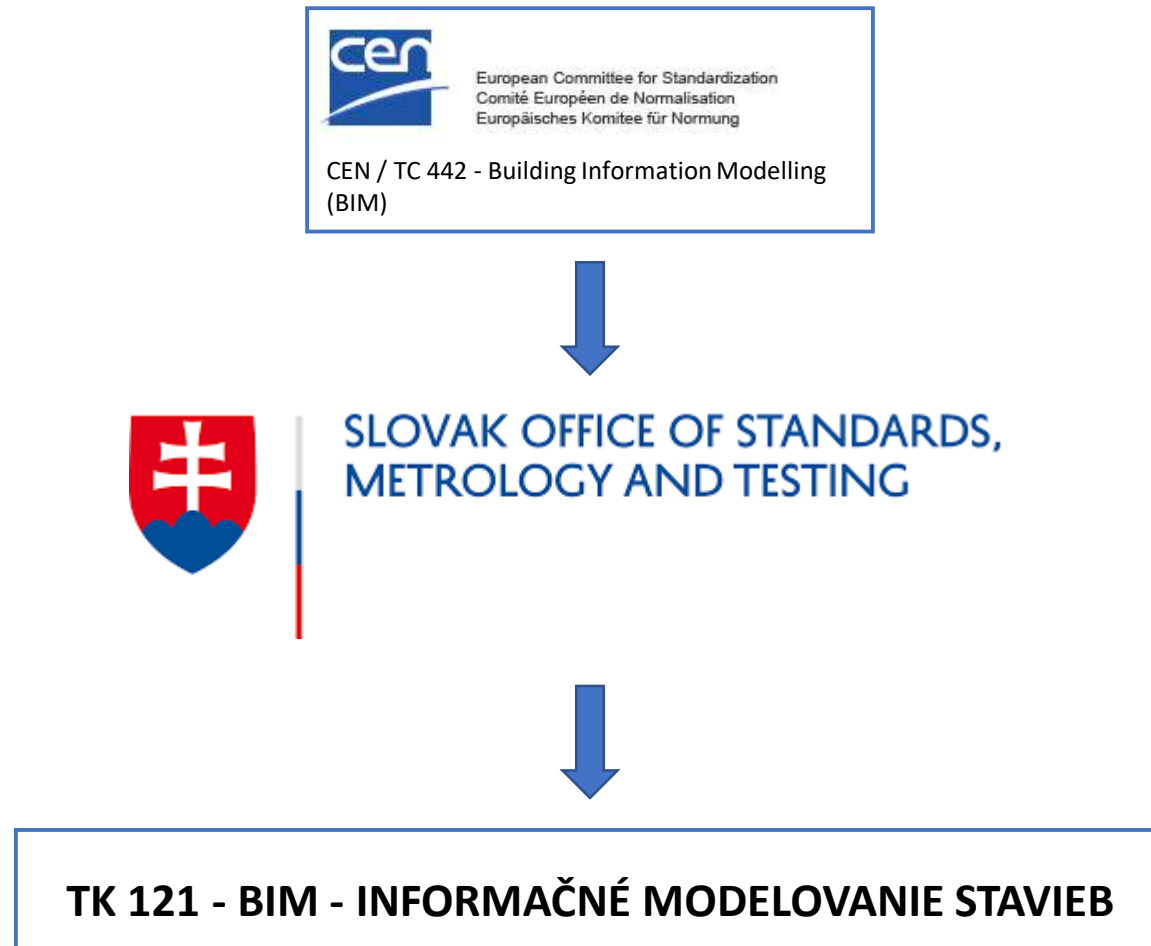 cen
European Committee for Standardization
Comité Européen de Normalisation
Europäisches Komitee für Normung
CEN / TC 442 - Building Information Modelling
(BIM)
SLOVAK OFFICE OF STANDARDS,
METROLOGY AND TESTING
TK 121 - BIM - INFORMAČNÉ MODELOVANIE STAVIEB